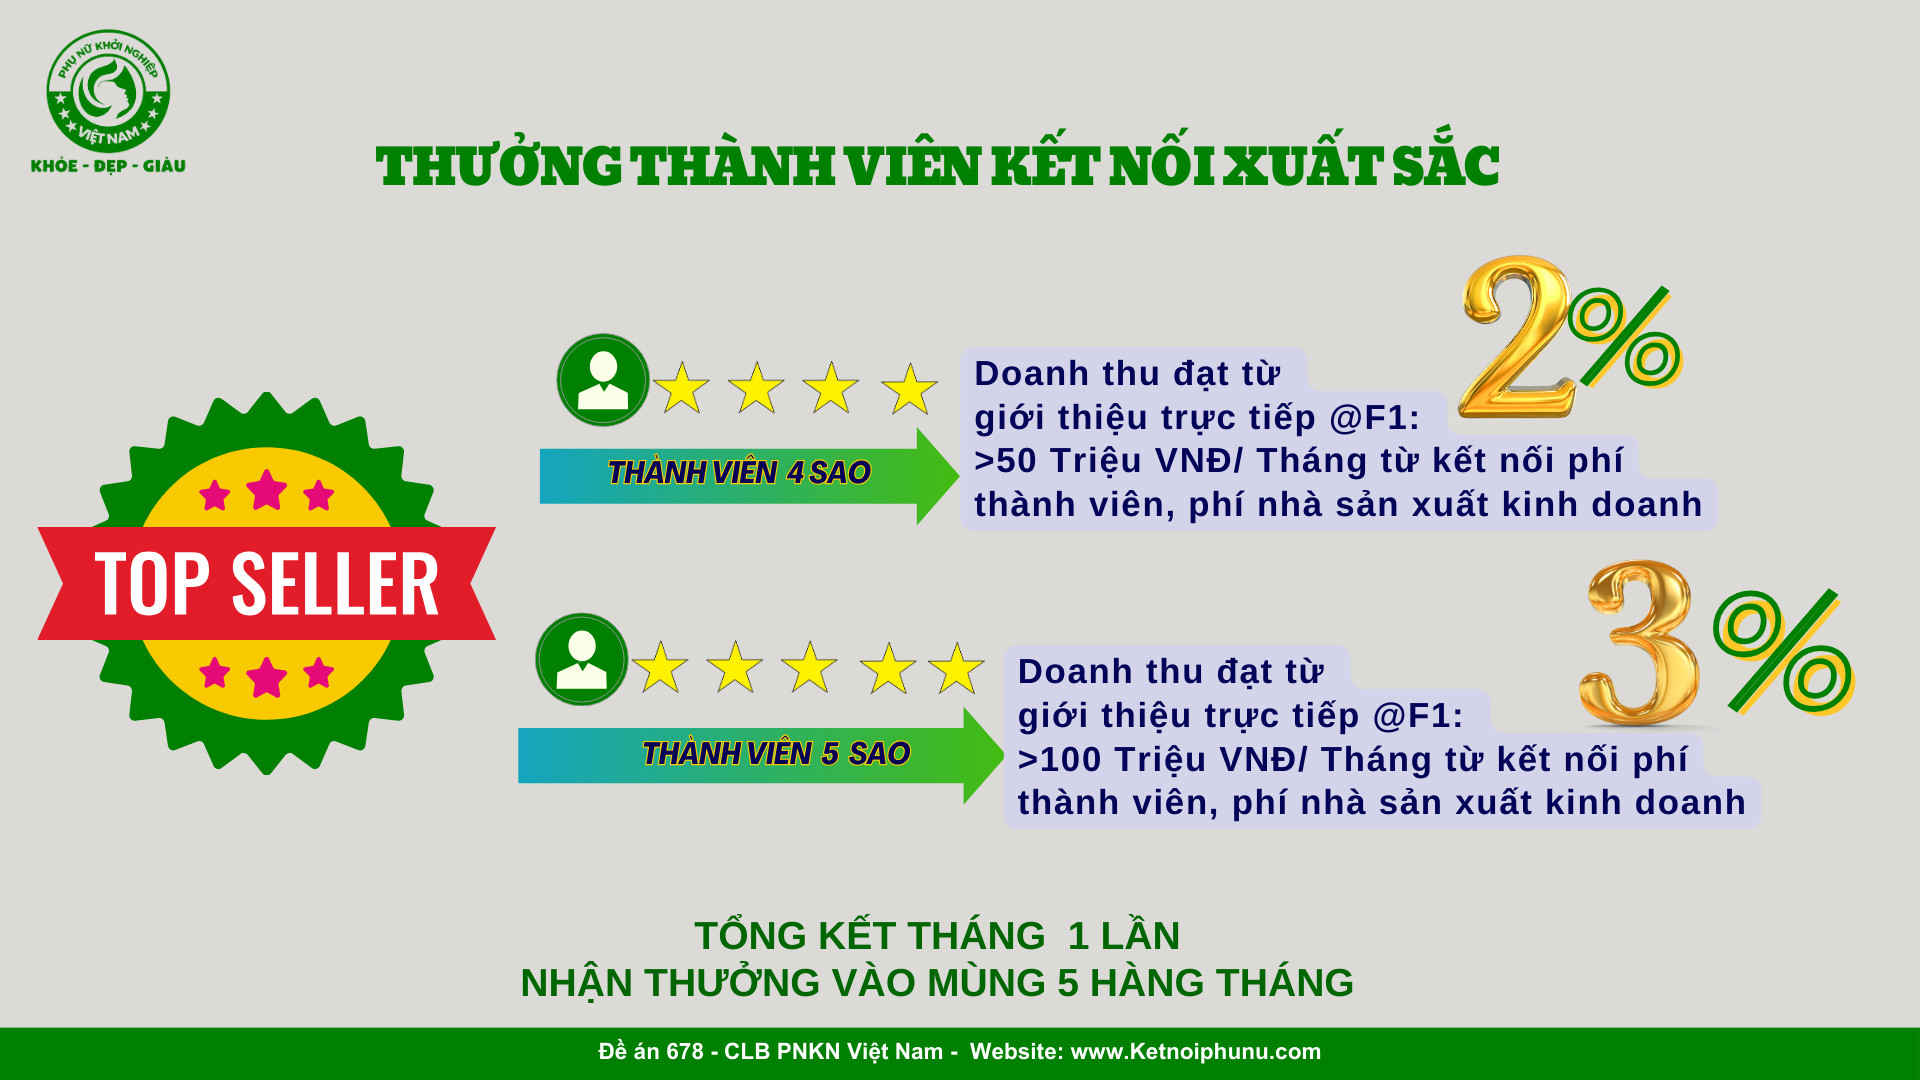 PHỤ NỮ KHỞI NGHIỆP
VIỆT NAM
KHỎE - ĐẸP - GIÀU
THƯỞNG THÀNH VIÊN KẾT NỐI XUẤT SẮC
2%
Doanh thu đạt từ
giới thiệu trực tiếp @F1:
>50 Triệu VNĐ/ Tháng từ kết nối phí
thành viên, phí nhà sản xuất kinh doanh
THÀNH VIÊN 4 SAO
TOP SELLER
3%
Doanh thu đạt từ
giới thiệu trực tiếp @F1:
>100 Triệu VNĐ/ Tháng từ kết nối phí
thành viên, phí nhà sản xuất kinh doanh
THÀNH VIÊN 5 SAO
TỔNG KẾT THÁNG 1 LẦN
NHẬN THƯỞNG VÀO MÙNG 5 HÀNG THÁNG
Đề án 678 - CLB PNKN Việt Nam - Website: www.Ketnoiphunu.com